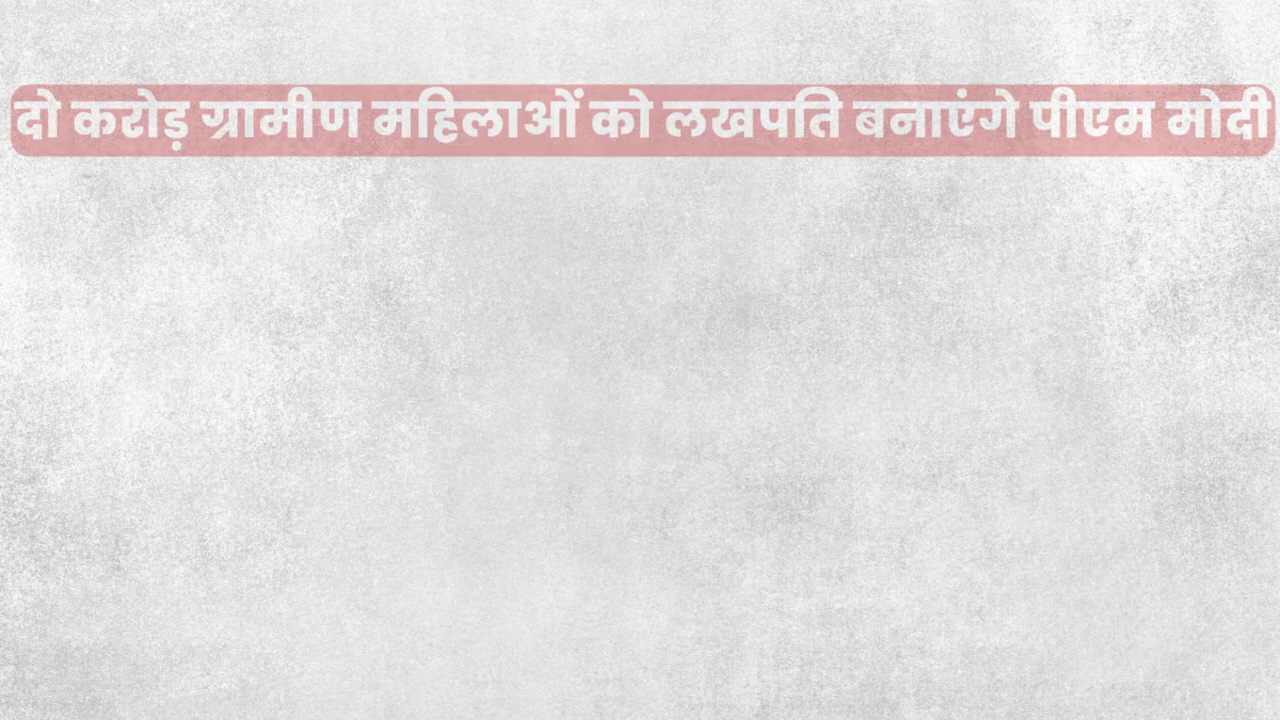 दो करोड़ ग्रामीण महिलाओं को लखपति बनाएंगे पीएम मोदी